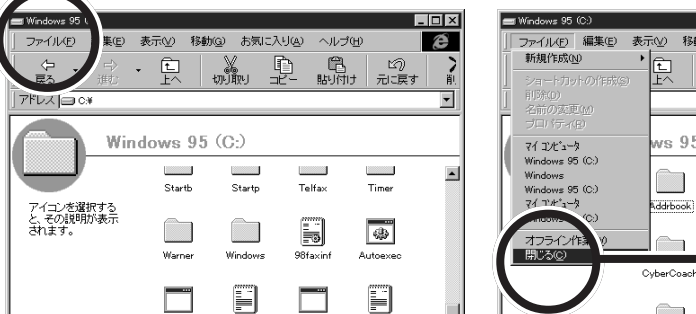 Windows 95
ファイル(F) 集(E) 表示(V) 移動(G) お気に入り(A) ヘルプ(H)
戻る 進む 上へ 切り取り コピー 貼り付け 元に戻す 削
アドレス C:¥
Windows 95 (C:)
アイコンを選択する
と、その説明が表示
されます。
Startb Startp Telfax Timer
Warner Windows 98faxinf Autoexec
Windows 95 (C:)
ファイル(F) 編集(E) 表示(V) 移
新規作成(N)
上へ
ショートカットの作成(S)
削除(D)
名前の変更(M)
プロパティ(R)
マイ コンピュータ
ws 95
Windows 95 (C:)
Windows
Windows 95 (C:)
マイ コンピュータ
Addrbook
オフライン作業
閉じる(C)
CyberCoach